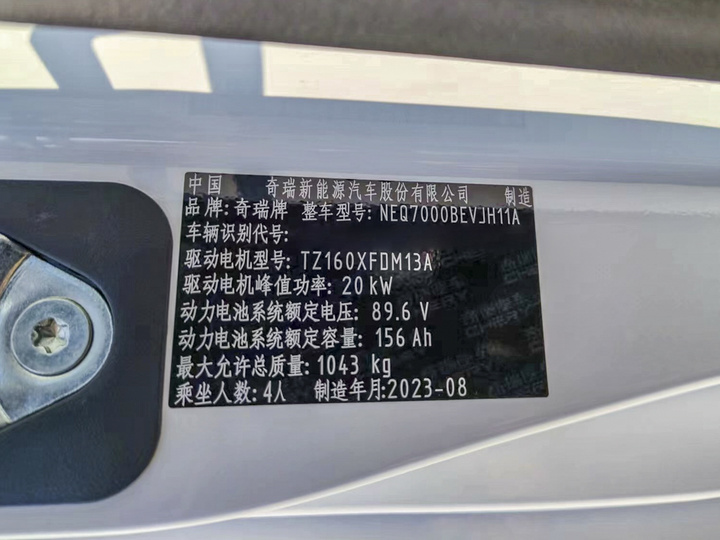 中国 奇瑞新能源汽车股份有限公司 制造
品牌:奇瑞牌 整车型号:NEQ7000BEVJH11A
车辆识别代号:
驱动电机型号:TZ160XFDM13A
驱动电机峰值功率:20 kW
动力电池系统额定电压:89.6 V
动力电池系统额定容量:156 Ah
最大允许总质量:1043 kg
乘坐人数:4人 制造年月:2023-08